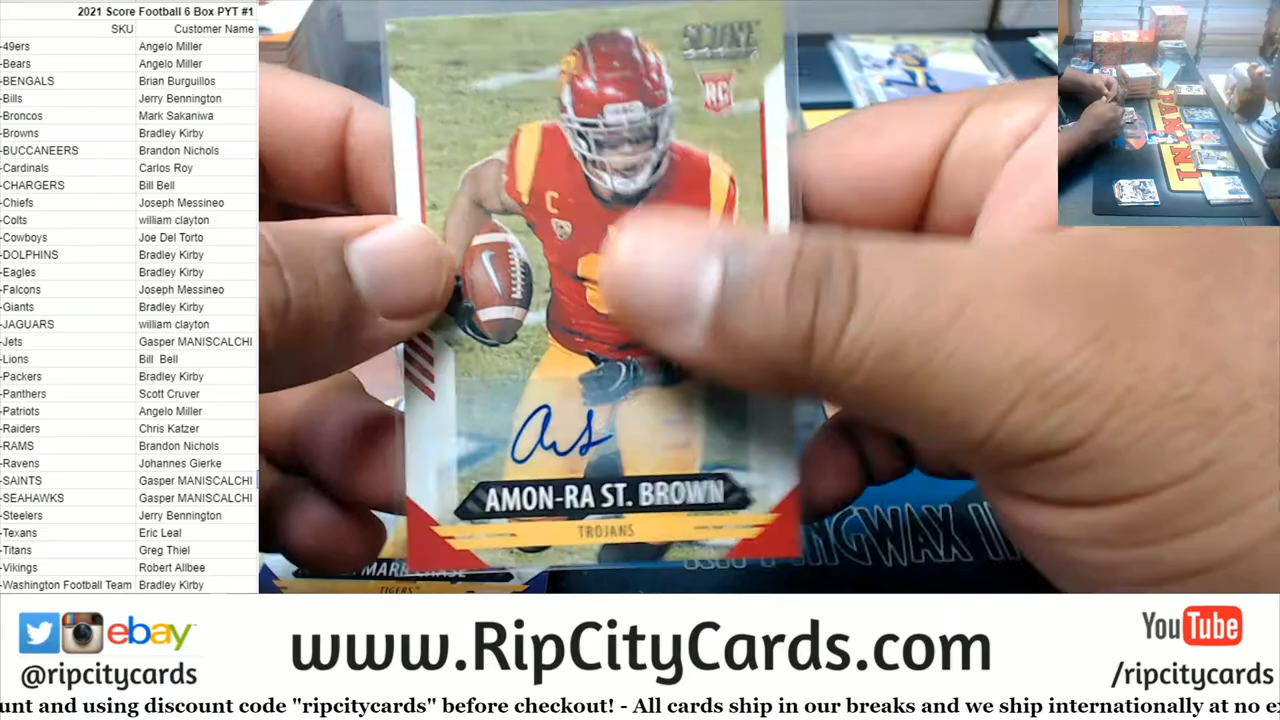 2021 Score Football 6 Box PYT #1
SKU Customer Name
-49ers Angelo Miller
-Bears Angelo Miller
-BENGALS Brian Burguillos
-Bills Jerry Bennington
-Broncos Mark Sakaniwa
-Browns Bradley Kirby
-BUCCANEERS Brandon Nichols
-Cardinals Carlos Roy
-CHARGERS Bill Bell
-Chiefs Joseph Messineo
-Colts william clayton
-Cowboys Joe Del Torto
-DOLPHINS Bradley Kirby
-Eagles Bradley Kirby
-Falcons Joseph Messineo
-Giants Bradley Kirby
-JAGUARS william clayton
-Jets Gasper MANISCALCHI
-Lions Bill Bell
-Packers Bradley Kirby
-Panthers Scott Cruver
-Patriots Angelo Miller
-Raiders Chris Katzer
-RAMS Brandon Nichols
-Ravens Johannes Gierke
-SAINTS Gasper MANISCALCHI
-SEAHAWKS Gasper MANISCALCHI
-Steelers Jerry Bennington
-Texans Eric Leal
-Titans Greg Thiel
-Vikings Robert Allbee
-Washington Football Team Bradley Kirby
SCORE
RC
C
AMON-RA ST. BROWN
TROJANS
CHASE
TIGERS
PANINI
ebay
@ripcitycards
www.RipCityCards.com
YouTube
/ripcitycards
unt and using discount code "ripcitycards" before checkout! - All cards ship in our breaks and we ship internationally at no e